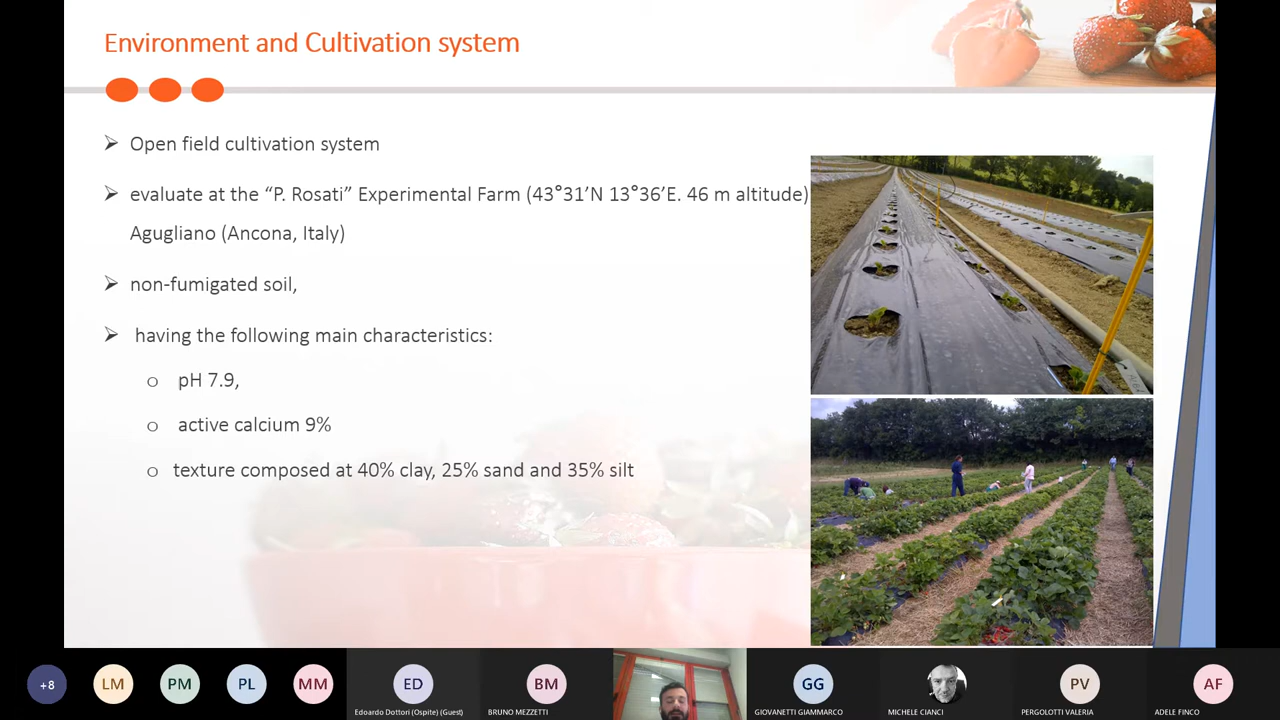 Environment and Cultivation system
Open field cultivation system
evaluate at the “P. Rosati” Experimental Farm (43°31’N 13°36’E. 46 m altitude)
Agugliano (Ancona, Italy)
non-fumigated soil,
having the following main characteristics:
pH 7.9,
active calcium 9%
texture composed at 40% clay, 25% sand and 35% silt
+8
LM
PM
PL
MM
ED
BM
GG
PV
AF
Edoardo Dottori (Ospite) (Guest)
BRUNO MEZZETTI
GIOVANETTI GIAMMARCO
MICHELE CIANCI
PERGOLOTTI VALERIA
ADELE FINCO